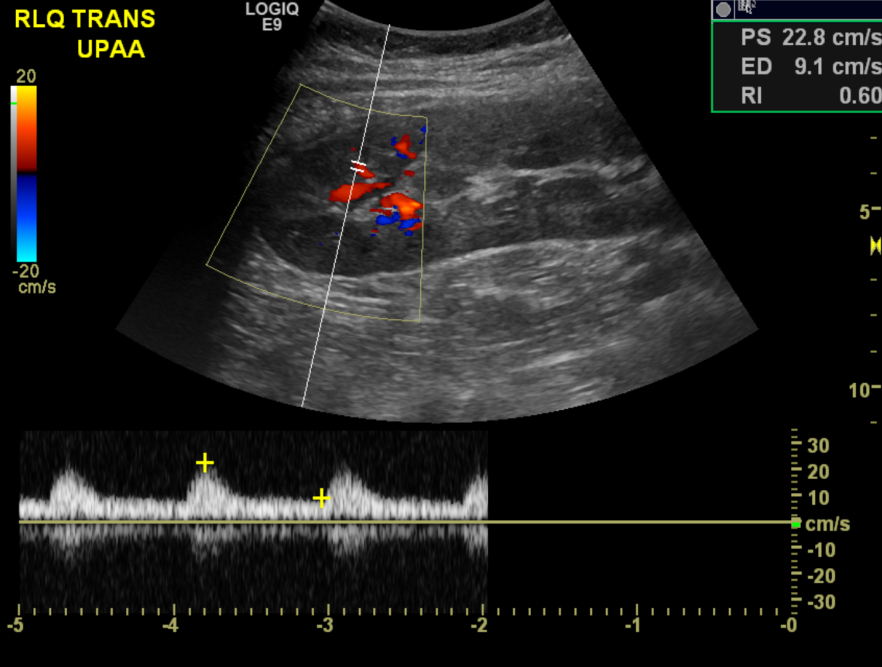 RLQ TRANS
UPAA
LOGIQ
E9
PS 22.8 cm/s
ED 9.1 cm/s
RI 0.60
20
-20
cm/s
5
10
30
20
10
cm/s
-10
-20
-30
-5 -4 -3 -2 -1 -0